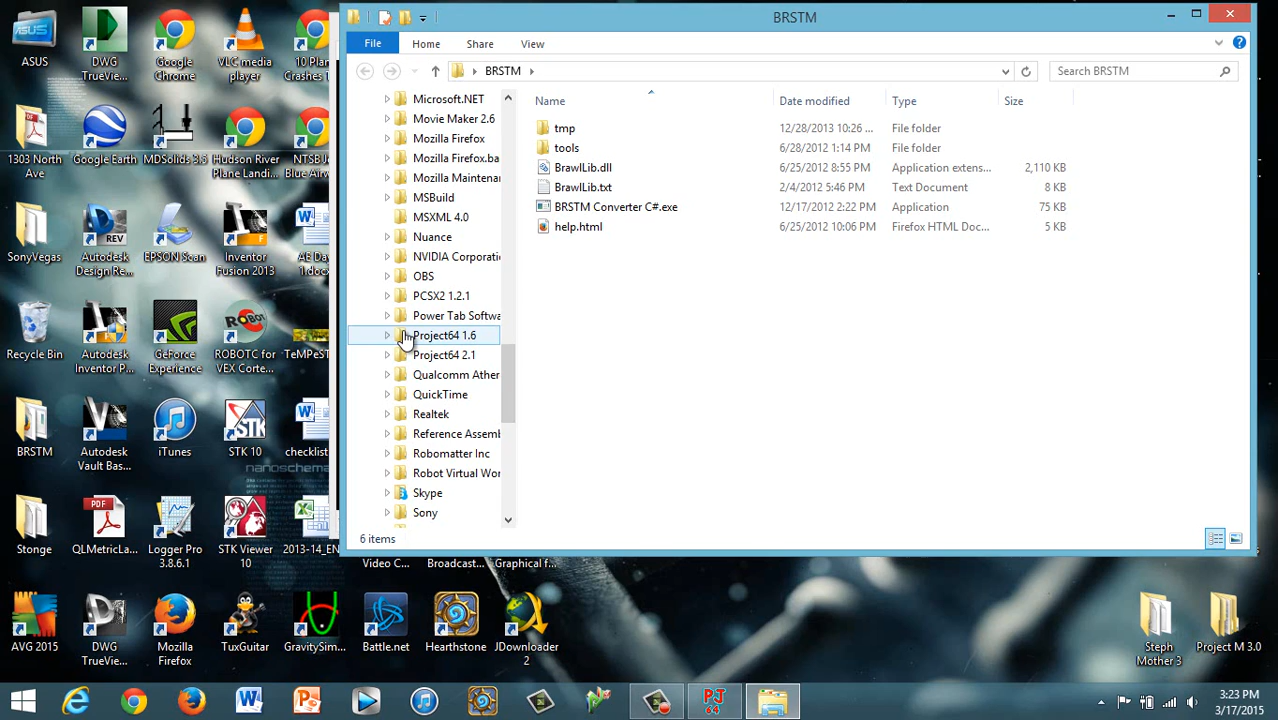 BRSTM
File
Home
Share
View
BRSTM
Search BRSTM
Microsoft.NET
Movie Maker 2.6
Mozilla Firefox
Mozilla Firefox.ba
Mozilla Maintena
MSBuild
MSXML 4.0
Nuance
NVIDIA Corporati
OBS
PCSX2 1.2.1
Power Tab Softwa
Project64 1.6
Project64 2.1
Qualcomm Ather
QuickTime
Realtek
Reference Assemb
Robomatter Inc
Robot Virtual Wor
Skype
Sony
Name Date modified Type Size
tmp 12/28/2013 10:26 ... File folder
tools 6/28/2012 1:14 PM File folder
BrawlLib.dll 6/25/2012 8:55 PM Application extens... 2,110 KB
BrawlLib.txt 2/4/2012 5:46 PM Text Document 8 KB
BRSTM Converter C#.exe 12/17/2012 2:22 PM Application 75 KB
help.html 6/25/2012 10:06 PM Firefox HTML Doc... 5 KB
6 items
ASUS
DWG
TrueView...
Google
Chrome
VLC media
player
10 Plan
Crashes T
1303 North
Ave
Google Earth
MDSolids 3.5
Hudson River
Plane Landi...
NTSB
Blue Airw
SonyVegas
Autodesk
Design Re...
EPSON Scan
Inventor
Fusion 2013
AE Da
1.docx
Recycle Bin
Autodesk
Inventor P...
GeForce
Experience
ROBOTC for
VEX Corte...
TeMPeST
BRSTM
Autodesk
Vault Bas...
iTunes
STK 10
checklist
nanoschema
Stonge
QLMetricLa...
Logger Pro
3.8.6.1
STK Viewer
10
2013-14_EN
Video C...
Broadcast...
Graphical f...
AVG 2015
DWG
TrueView...
Mozilla
Firefox
TuxGuitar
GravitySim...
Battle.net
Hearthstone
JDownloader
2
Steph
Mother 3
Project M 3.0
PJ
64
3:23 PM
3/17/2015